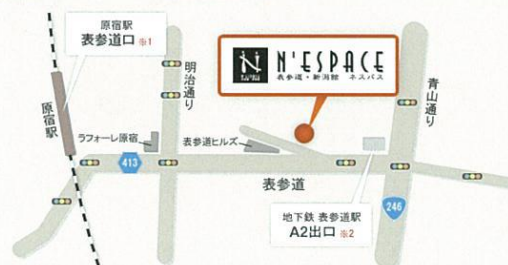 原宿駅
表参道口 ※1
N'ESPACE
表参道・新潟館 ネスパス
明治通り
青山通り
原宿駅
ラフォーレ原宿
表参道ヒルズ
413
表参道
地下鉄 表参道駅
A2出口 ※2
246